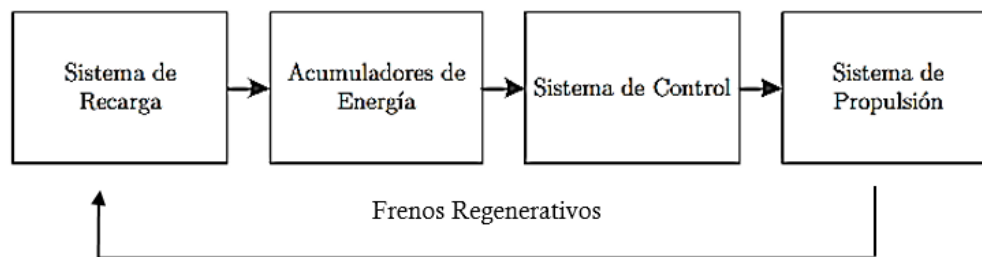 Sistema de
Recarga
Acumuladores de
Energía
Sistema de Control
Sistema de
Propulsión
Frenos Regenerativos